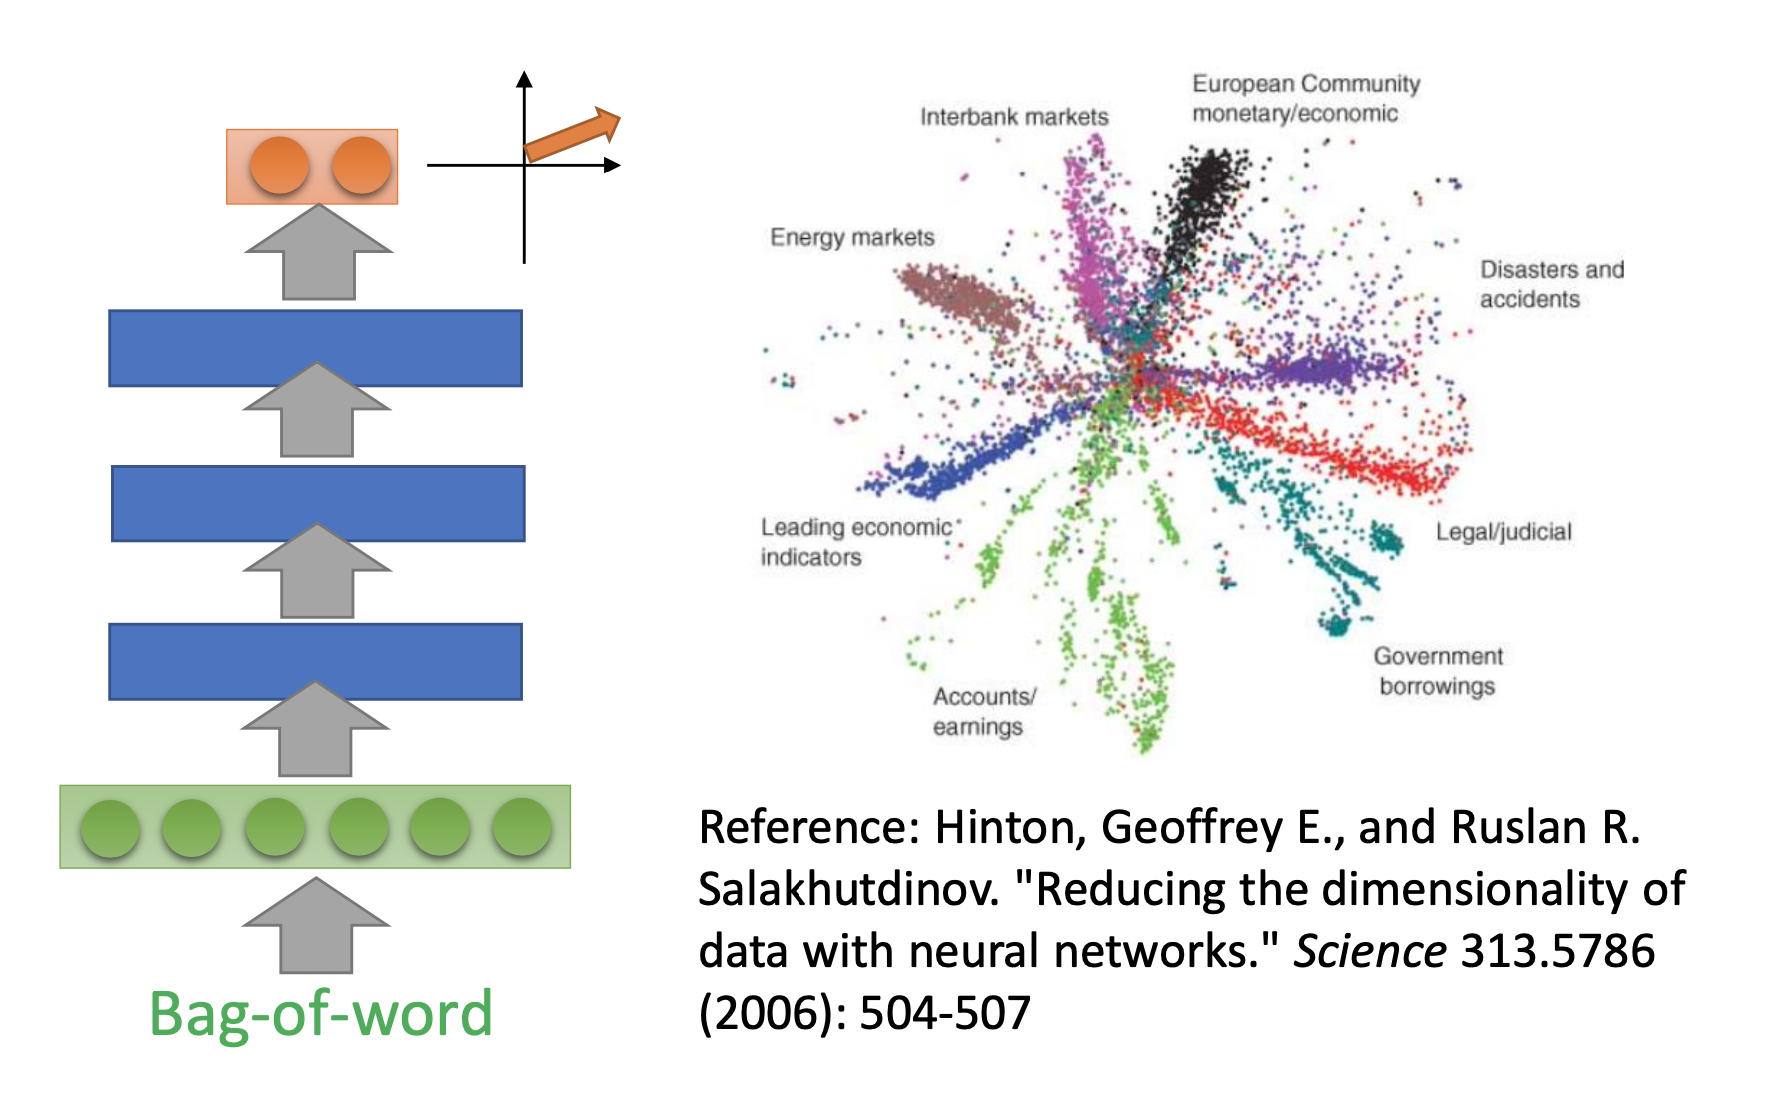 European Community
monetary/economic
Interbank markets
Energy markets
Disasters and
accidents
Leading economic
indicators
Legal/judicial
Government
borrowings
Accounts/
earnings
Reference: Hinton, Geoffrey E., and Ruslan R.
Salakhutdinov. "Reducing the dimensionality of
data with neural networks." Science 313.5786
(2006): 504-507
Bag-of-word